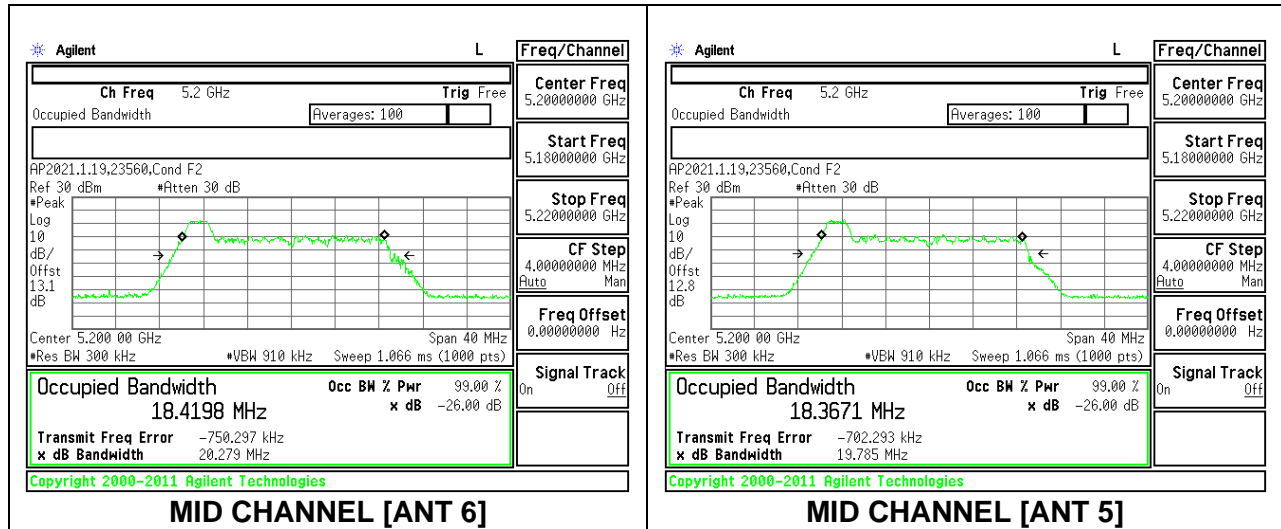 Agilent L
Freq/Channel
Ch Freq 5.2 GHz Trig Free
Occupied Bandwidth Averages: 100
AP2021.1.19,23560,Cond F2
Ref 30 dBm #Atten 30 dB
#Peak
Log
10
dB/
Offst
13.1
dB
Center 5.200 00 GHz Span 40 MHz
#Res BW 300 kHz #VBW 910 kHz Sweep 1.066 ms (1000 pts)
Occupied Bandwidth Occ BW % Pwr 99.00 %
18.4198 MHz x dB -26.00 dB
Transmit Freq Error -750.297 kHz
x dB Bandwidth 20.279 MHz
Copyright 2000-2011 Agilent Technologies
Center Freq
5.20000000 GHz
Start Freq
5.18000000 GHz
Stop Freq
5.22000000 GHz
CF Step
4.00000000 MHz
Auto Man
Freq Offset
0.00000000 Hz
Signal Track
On Off
MID CHANNEL [ANT 6]
Agilent L
Freq/Channel
Ch Freq 5.2 GHz Trig Free
Occupied Bandwidth Averages: 100
AP2021.1.19,23560,Cond F2
Ref 30 dBm #Atten 30 dB
#Peak
Log
10
dB/
Offst
12.8
dB
Center 5.200 00 GHz Span 40 MHz
#Res BW 300 kHz #VBW 910 kHz Sweep 1.066 ms (1000 pts)
Occupied Bandwidth Occ BW % Pwr 99.00 %
18.3671 MHz x dB -26.00 dB
Transmit Freq Error -702.293 kHz
x dB Bandwidth 19.785 MHz
Copyright 2000-2011 Agilent Technologies
Center Freq
5.20000000 GHz
Start Freq
5.18000000 GHz
Stop Freq
5.22000000 GHz
CF Step
4.00000000 MHz
Auto Man
Freq Offset
0.00000000 Hz
Signal Track
On Off
MID CHANNEL [ANT 5]